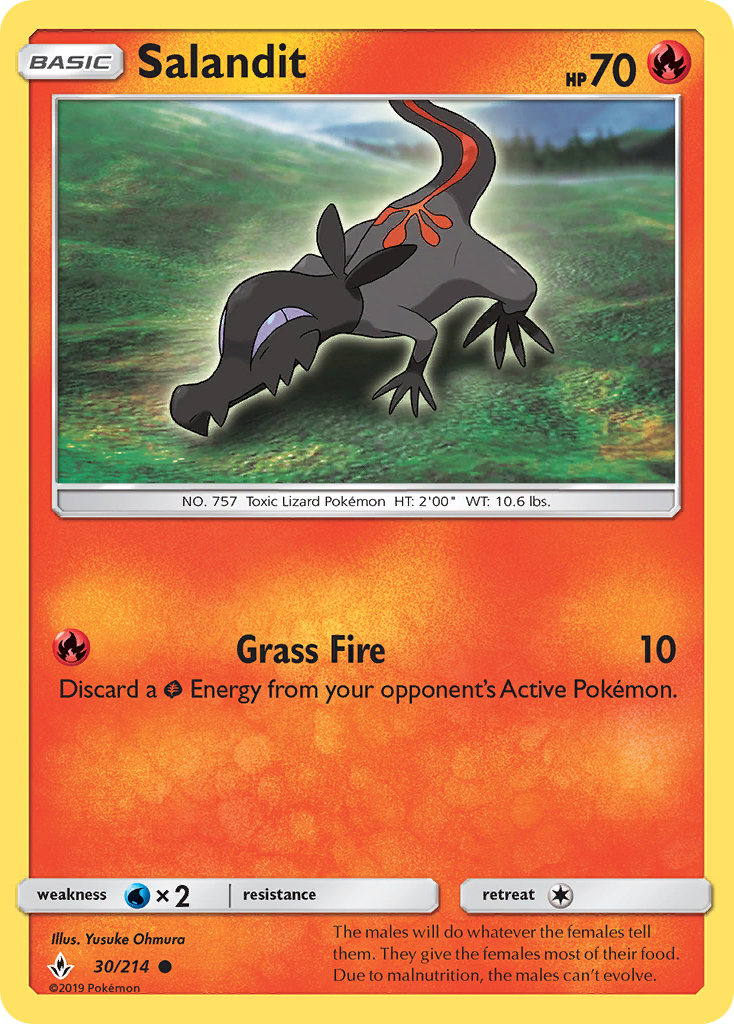 BASIC Salandit HP 70
NO. 757 Toxic Lizard Pokémon HT: 2'00" WT: 10.6 lbs.
Grass Fire 10
Discard a Energy from your opponent's Active Pokémon.
weakness × 2 resistance retreat
Illus. Yusuke Ohmura
30/214
©2019 Pokémon
The males will do whatever the females tell
them. They give the females most of their food.
Due to malnutrition, the males can't evolve.